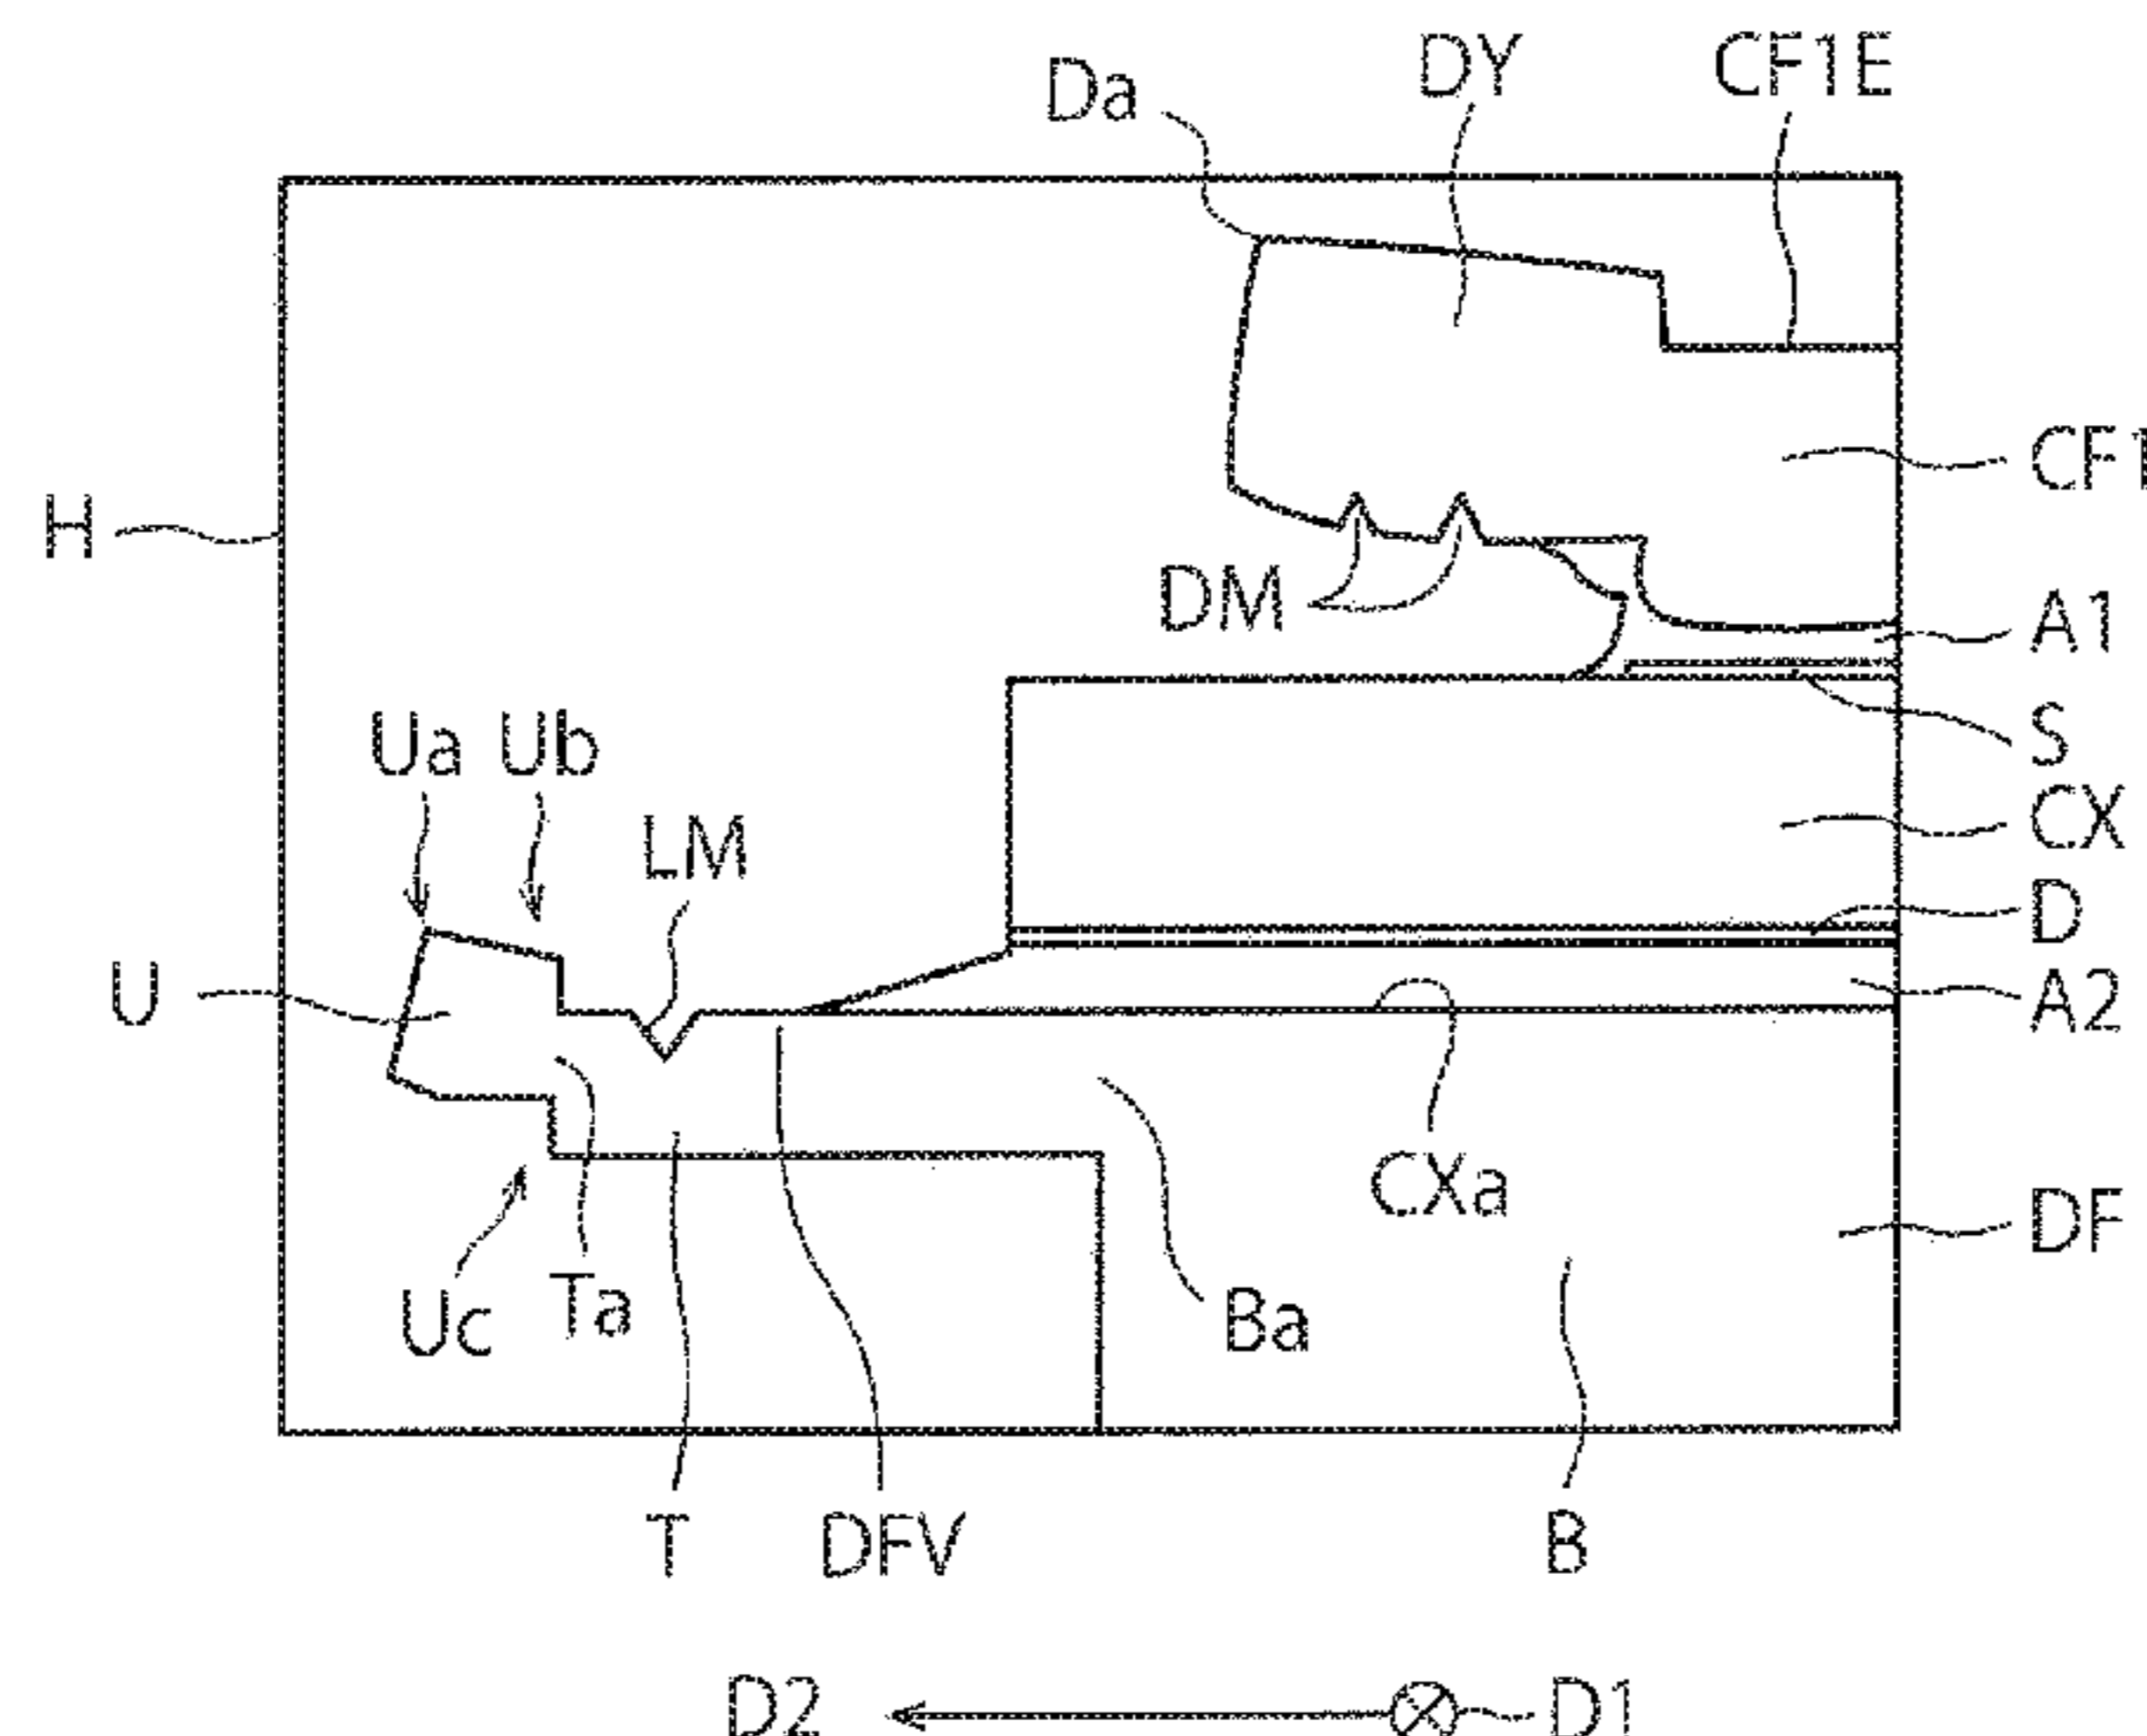 Da DY CF1E
CF1
H
DM
A1
S
Ua Ub
LM
CX
D
U
A2
CXa
DF
Uc Ta
Ba
T DFV B
D2 D1